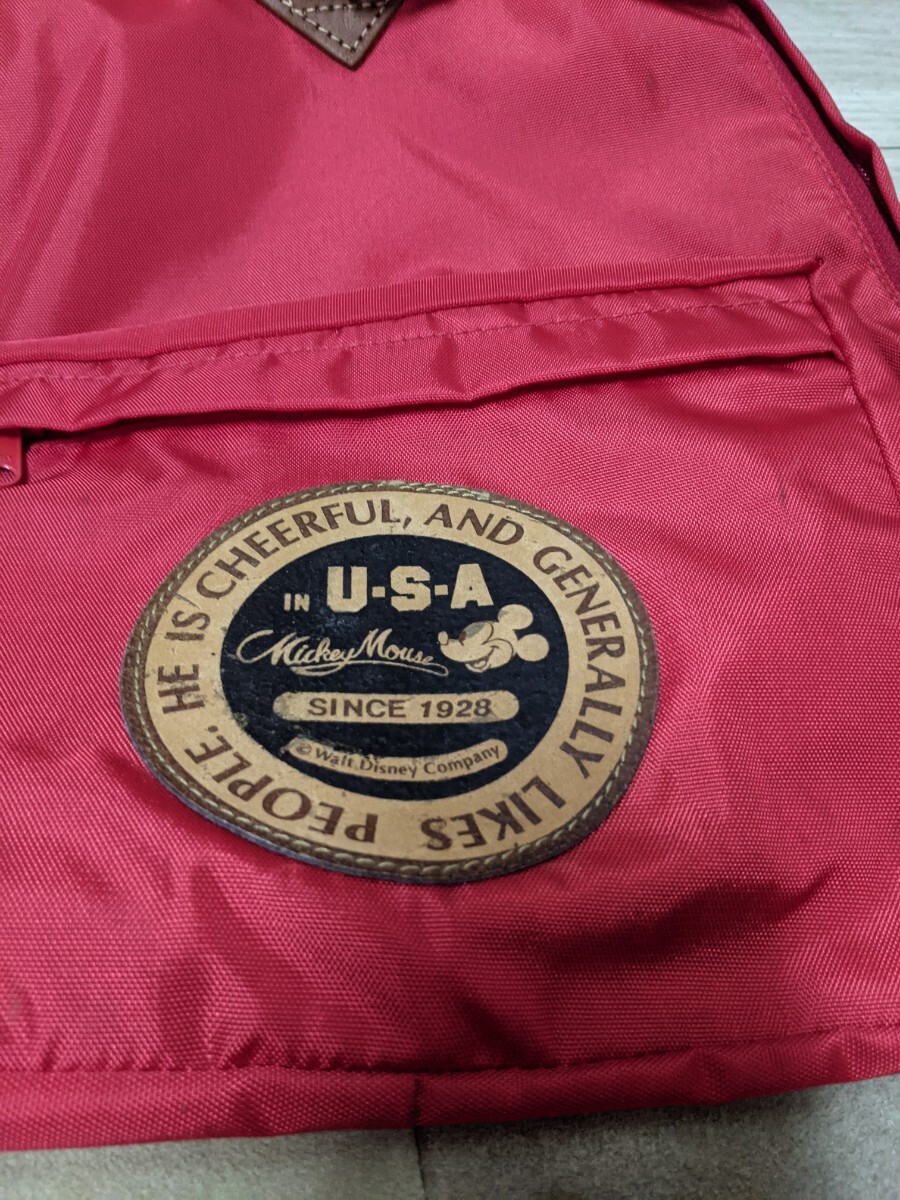 HE IS CHEERFUL, AND GENERALLY LIKES PEOPLE.
IN U·S·A
Mickey Mouse
SINCE 1928
© Walt Disney Company